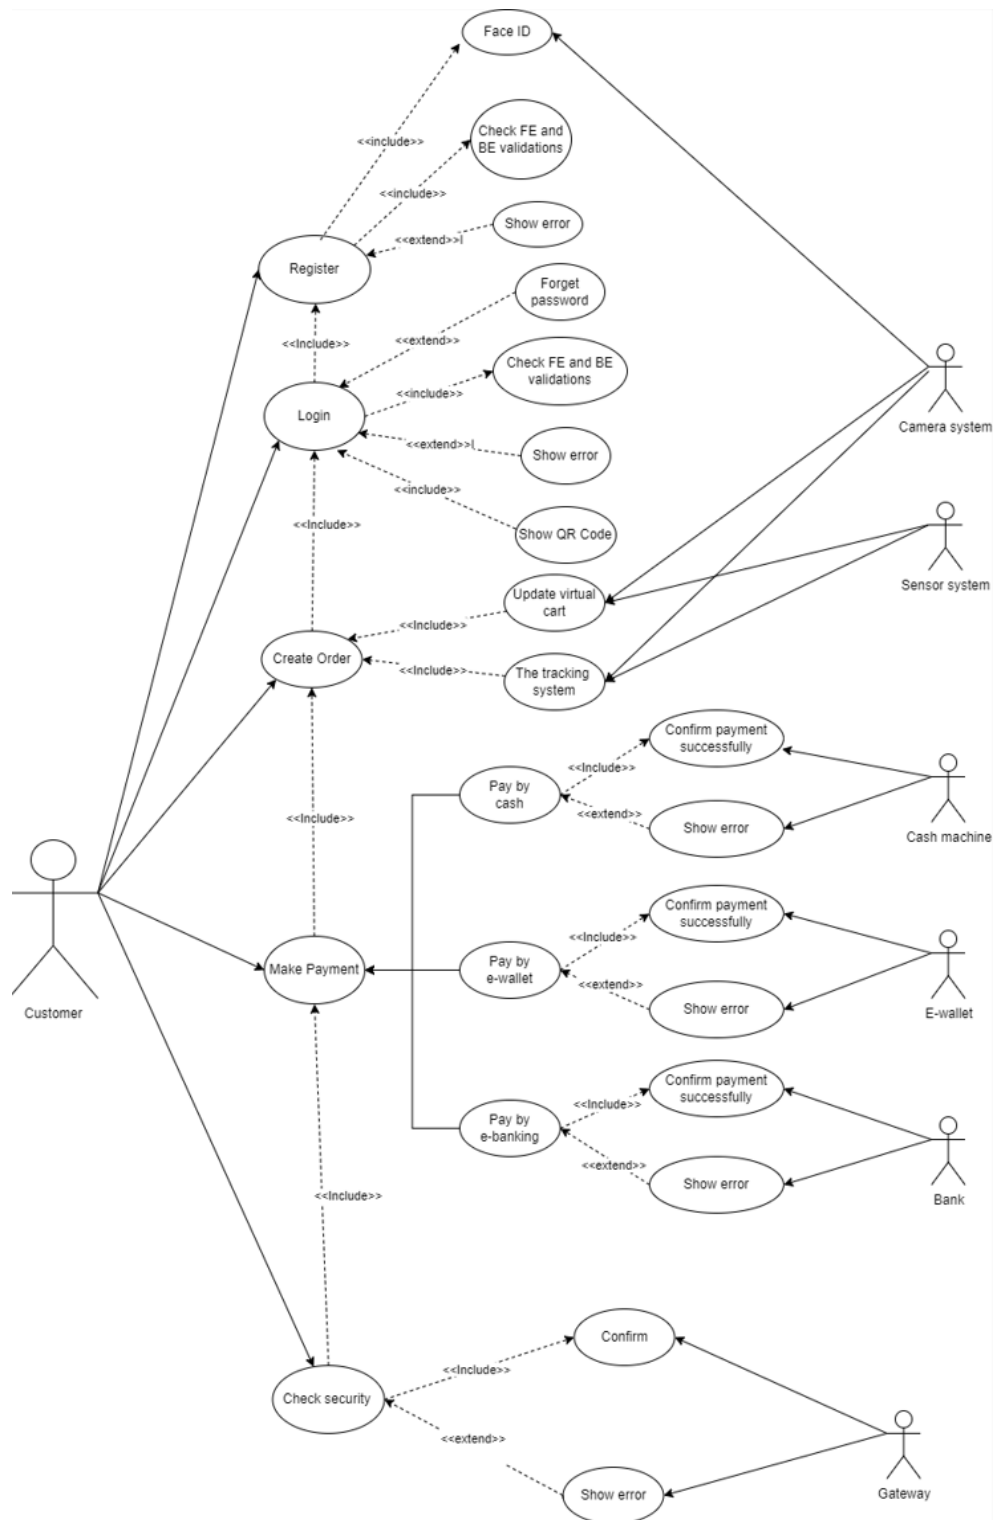 Face ID
<<include>>
Check FE and
BE validations
<<include>>
Show error
<<extend>>l
Register
Forget
password
<<Include>>
<<extend>>
Check FE and BE
validations
<<include>>
Login
Camera system
<<extend>>l
Show error
<<include>>
<<Include>>
Show QR Code
Sensor system
Update virtual
cart
<<Include>>
Create Order
<<Include>>
The tracking
system
Confirm payment
successfully
<<Include>>
Pay by
cash
<<extend>>
<<Include>>
Show error
Cash machine
Confirm payment
successfully
<<Include>>
Make Payment
Pay by
e-wallet
<<extend>>
Show error
Customer
E-wallet
Confirm payment
successfully
<<Include>>
Pay by
e-banking
<<extend>>
Show error
<<Include>>
Bank
Confirm
<<Include>>
Check security
<<extend>>
Show error
Gateway